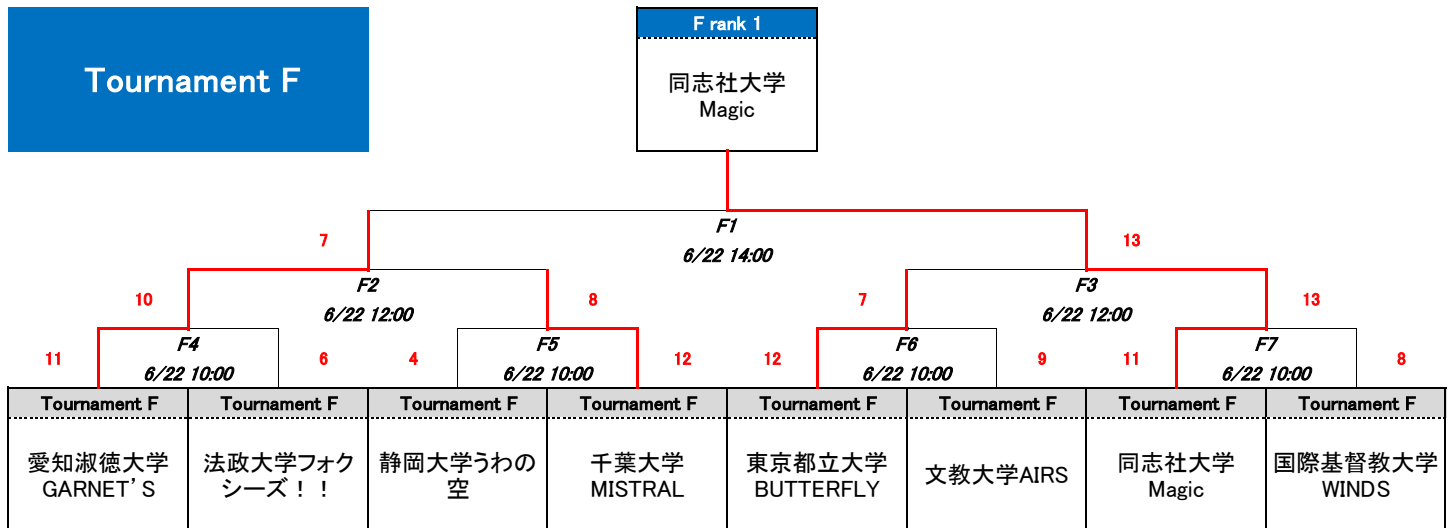 Tournament F
F rank 1
同志社大学
Magic
F1
7
13
6/22 14:00
F2
F3
10
8
7
13
6/22 12:00
6/22 12:00
F4
F5
F6
F7
11
6
4
12
12
9
11
8
6/22 10:00
6/22 10:00
6/22 10:00
6/22 10:00
Tournament F
Tournament F
Tournament F
Tournament F
Tournament F
Tournament F
Tournament F
Tournament F
愛知淑徳大学
GARNET'S
法政大学フォク
シーズ！！
静岡大学うわの
空
千葉大学
MISTRAL
東京都立大学
BUTTERFLY
文教大学AIRS
同志社大学
Magic
国際基督教大学
WINDS